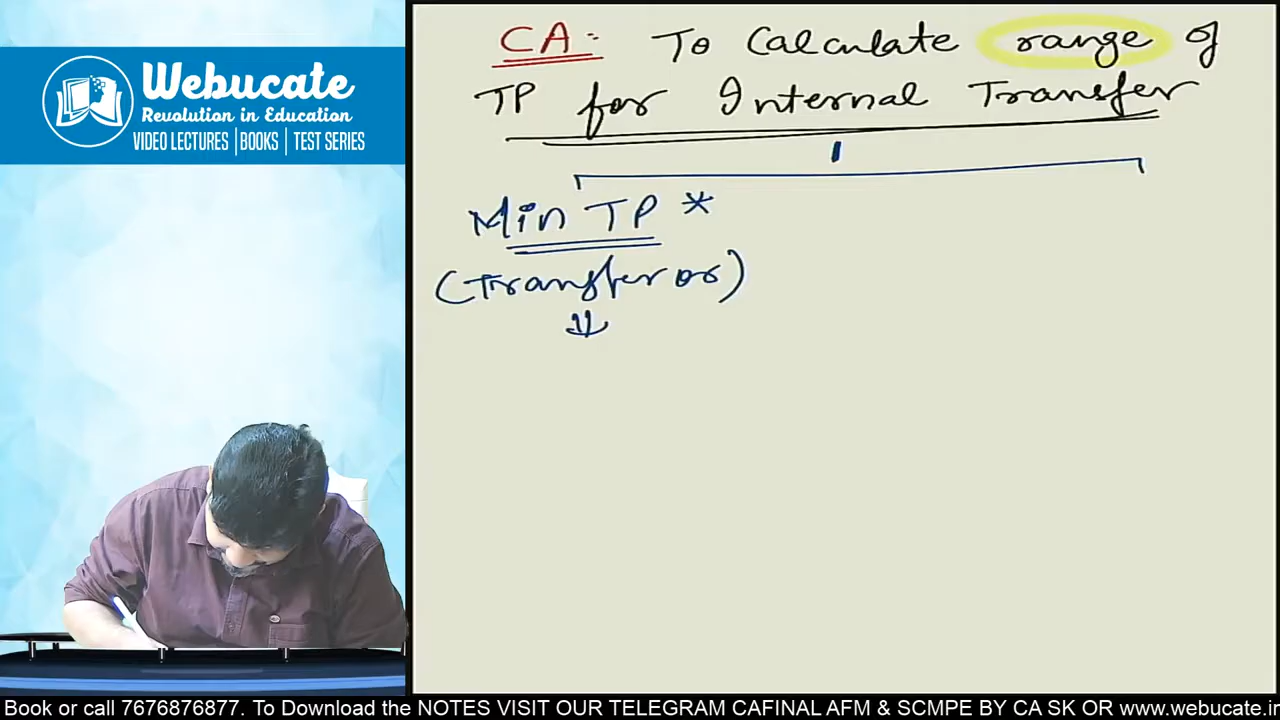 Webucate
Revolution in Education
VIDEO LECTURES | BOOKS | TEST SERIES
CA:- To Calculate range of
TP for Internal Transfer
Min TP *
(Transferor)
Book or call 7676876877. To Download the NOTES VISIT OUR TELEGRAM CAFINAL AFM & SCMPE BY CA SK OR www.webucate.in